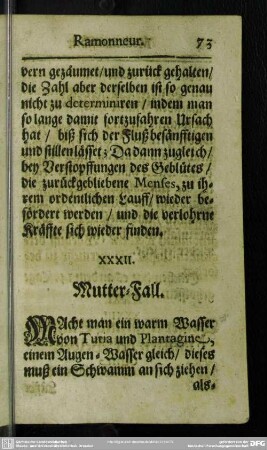 Ramonneur. 73
dern gezäumet/und zurück gehalten/
die Zahl aber derselben ist so genau
nicht zu determiniren / indem man
so lange damit fortzufahren Ursach
hat / biß sich der Fluß besänfftigen
und stillen lässet; Da dann zugleich/
bey Verstopffungen des Geblütes/
die zurückgebliebene Menses, zu ih-
rem ordentlichen Lauff/ wieder be-
fördert werden / und die verlohrne
Kräffte sich wieder finden.
XXXII.
Mutter-Fall.
MAcht man ein warm Wasser
von Turia und Plantagine,
einem Augen-Wasser gleich/ dieses
muß ein Schwamm an sich ziehen/
als-